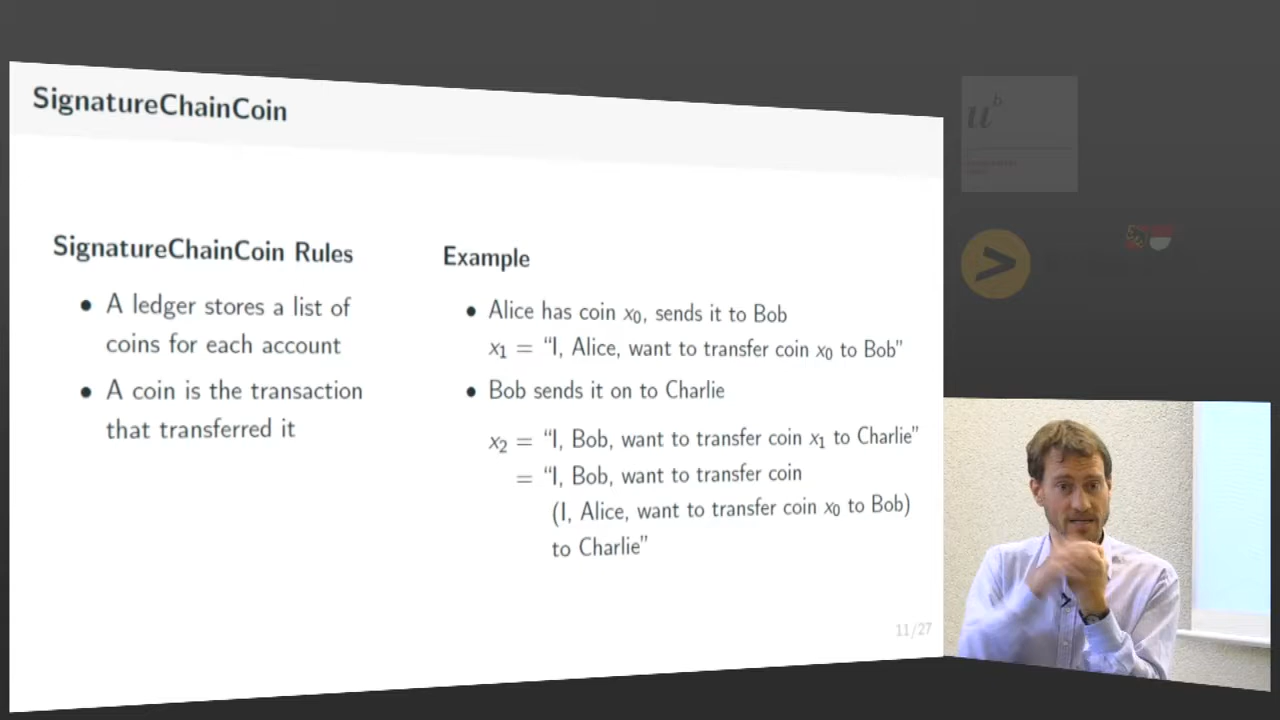 SignatureChainCoin
SignatureChainCoin Rules
• A ledger stores a list of
coins for each account
• A coin is the transaction
that transferred it
Example
• Alice has coin x₀, sends it to Bob
x₁ = “I, Alice, want to transfer coin x₀ to Bob”
• Bob sends it on to Charlie
x₂ = “I, Bob, want to transfer coin x₁ to Charlie”
= “I, Bob, want to transfer coin
(I, Alice, want to transfer coin x₀ to Bob)
to Charlie”
11/27
u^b